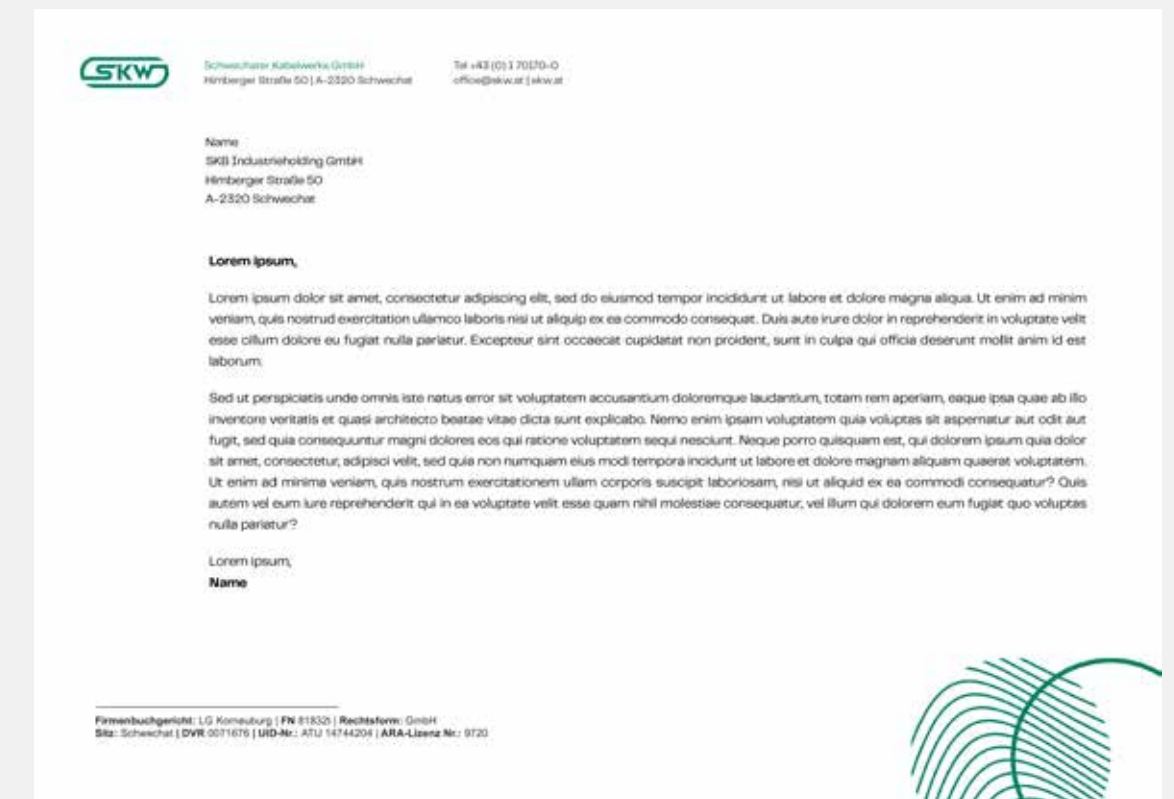 SKW
Schwechater Kabelwerke GmbH
Himberger Straße 50 | A-2320 Schwechat
Tel +43 (0) 1 70170-0
office@skw.at | skw.at
Name
SKB Industrieholding GmbH
Himberger Straße 50
A-2320 Schwechat
Lorem ipsum,
Lorem ipsum dolor sit amet, consectetur adipiscing elit, sed do eiusmod tempor incididunt ut labore et dolore magna aliqua. Ut enim ad minim
veniam, quis nostrud exercitation ullamco laboris nisi ut aliquip ex ea commodo consequat. Duis aute irure dolor in reprehenderit in voluptate velit
esse cillum dolore eu fugiat nulla pariatur. Excepteur sint occaecat cupidatat non proident, sunt in culpa qui officia deserunt mollit anim id est
laborum.
Sed ut perspiciatis unde omnis iste natus error sit voluptatem accusantium doloremque laudantium, totam rem aperiam, eaque ipsa quae ab illo
inventore veritatis et quasi architecto beatae vitae dicta sunt explicabo. Nemo enim ipsam voluptatem quia voluptas sit aspernatur aut odit aut
fugit, sed quia consequuntur magni dolores eos qui ratione voluptatem sequi nesciunt. Neque porro quisquam est, qui dolorem ipsum quia dolor
sit amet, consectetur, adipisci velit, sed quia non numquam eius modi tempora incidunt ut labore et dolore magnam aliquam quaerat voluptatem.
Ut enim ad minima veniam, quis nostrum exercitationem ullam corporis suscipit laboriosam, nisi ut aliquid ex ea commodi consequatur? Quis
autem vel eum iure reprehenderit qui in ea voluptate velit esse quam nihil molestiae consequatur, vel illum qui dolorem eum fugiat quo voluptas
nulla pariatur?
Lorem ipsum,
Name
Firmenbuchgericht: LG Korneuburg | FN 81832t | Rechtsform: GmbH
Sitz: Schwechat | DVR 0071676 | UID-Nr.: ATU 14744204 | ARA-Lizenz Nr.: 9720